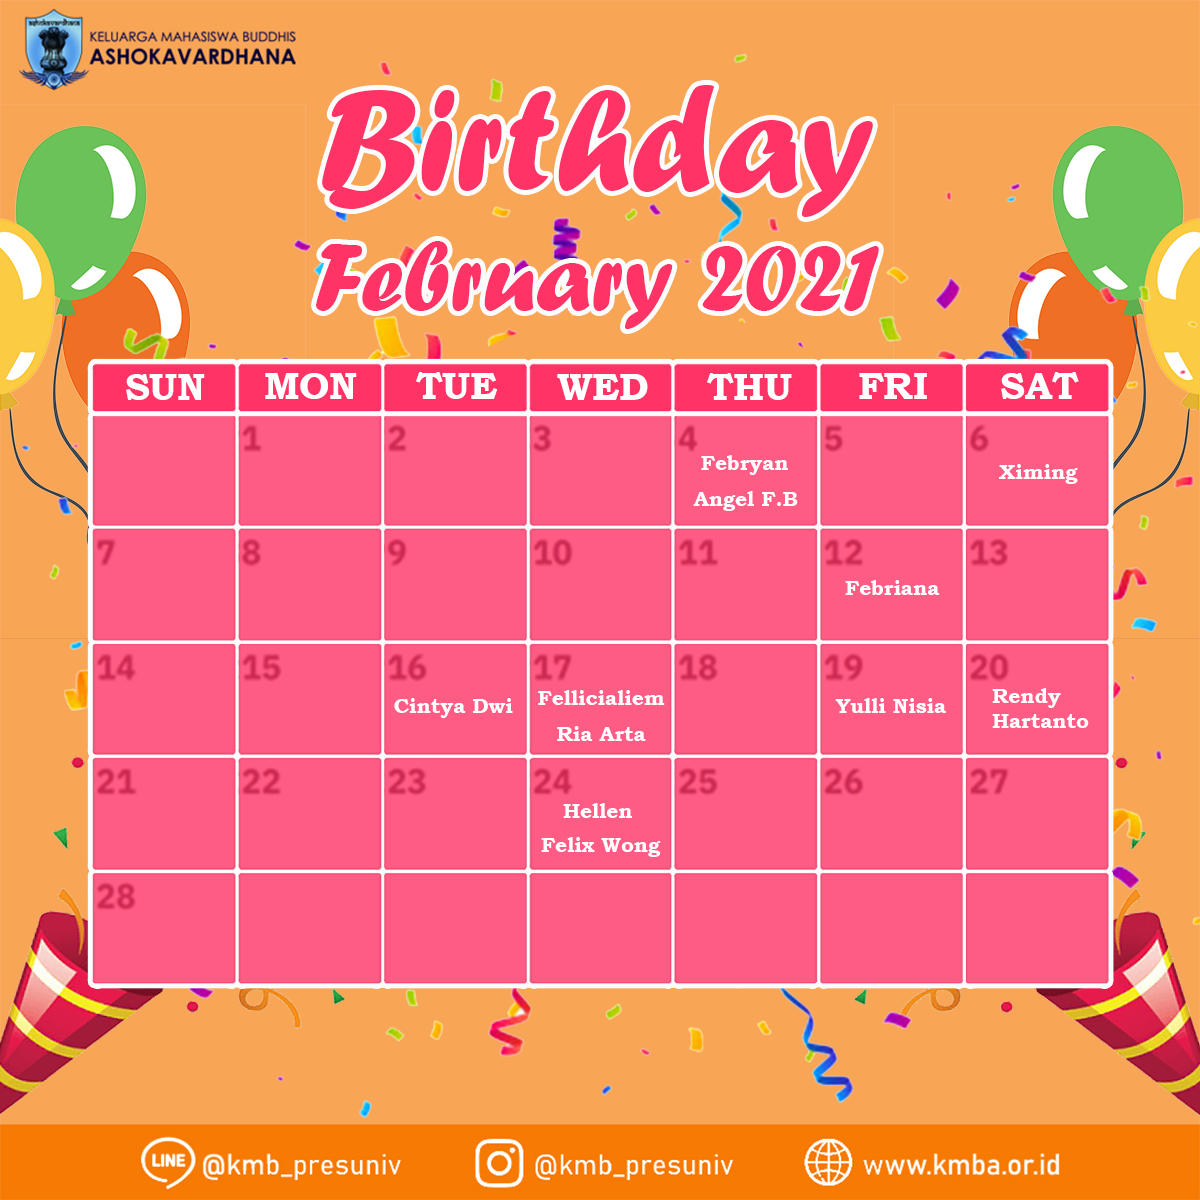 ashokavardhana
KELUARGA MAHASISWA BUDDHIS
ASHOKAVARDHANA
Birthday
February 2021
SUN MON TUE WED THU FRI SAT
1 2 3 4 5 6
Febryan
Angel F.B
Ximing
7 8 9 10 11 12 13
Febriana
14 15 16 17 18 19 20
Cintya Dwi
Fellicialiem
Ria Arta
Yulli Nisia
Rendy
Hartanto
21 22 23 24 25 26 27
Hellen
Felix Wong
28
LINE @kmb_presuniv @kmb_presuniv www.kmba.or.id